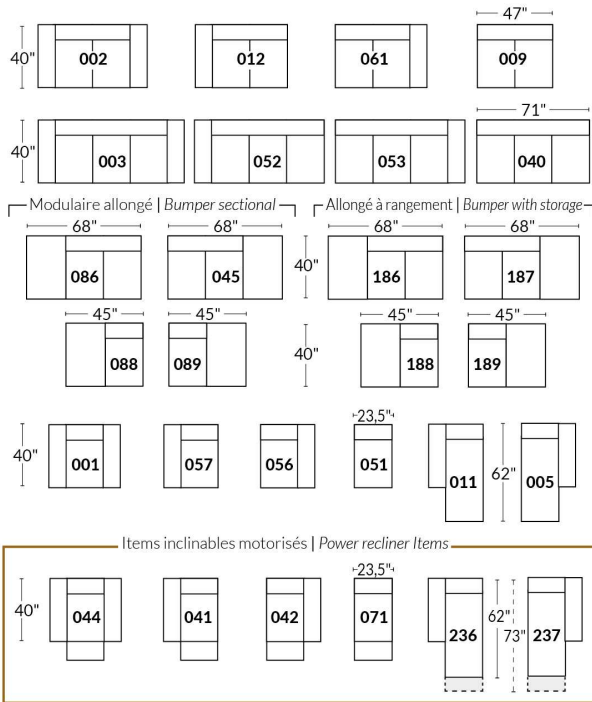 47"
40" 002 012 061 009
71"
40" 003 052 053 040
Modulaire allongé | Bumper sectional
Allongé à rangement | Bumper with storage
68" 68" 68" 68"
086 045 40" 186 187
45" 45" 45" 45"
088 089 40" 188 189
23,5"
40" 001 057 056 051 011 62" 005
Items inclinables motorisés | Power recliner Items
23,5"
40" 044 041 042 071 236 62" 73" 237